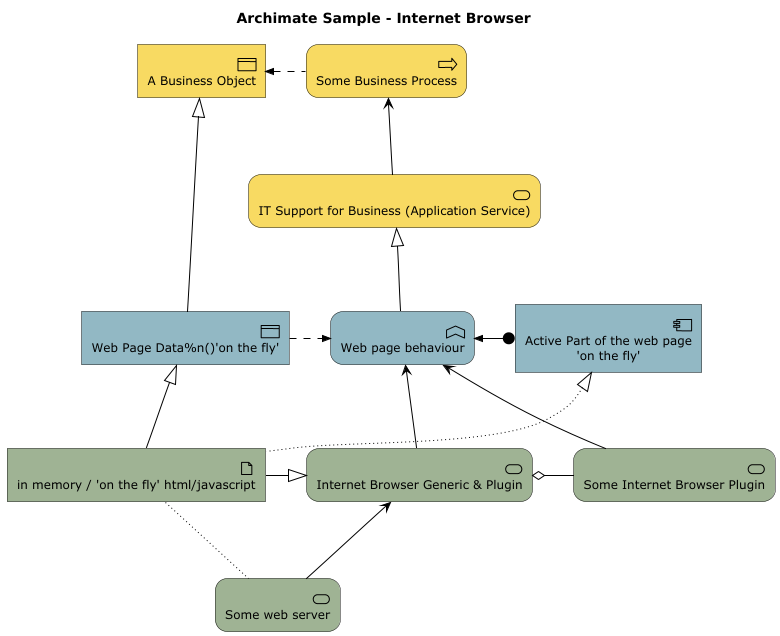 Archimate Sample - Internet Browser
A Business Object
Some Business Process
IT Support for Business (Application Service)
Web Page Data%n()'on the fly'
Web page behaviour
Active Part of the web page
'on the fly'
in memory / 'on the fly' html/javascript
Internet Browser Generic & Plugin
Some Internet Browser Plugin
Some web server